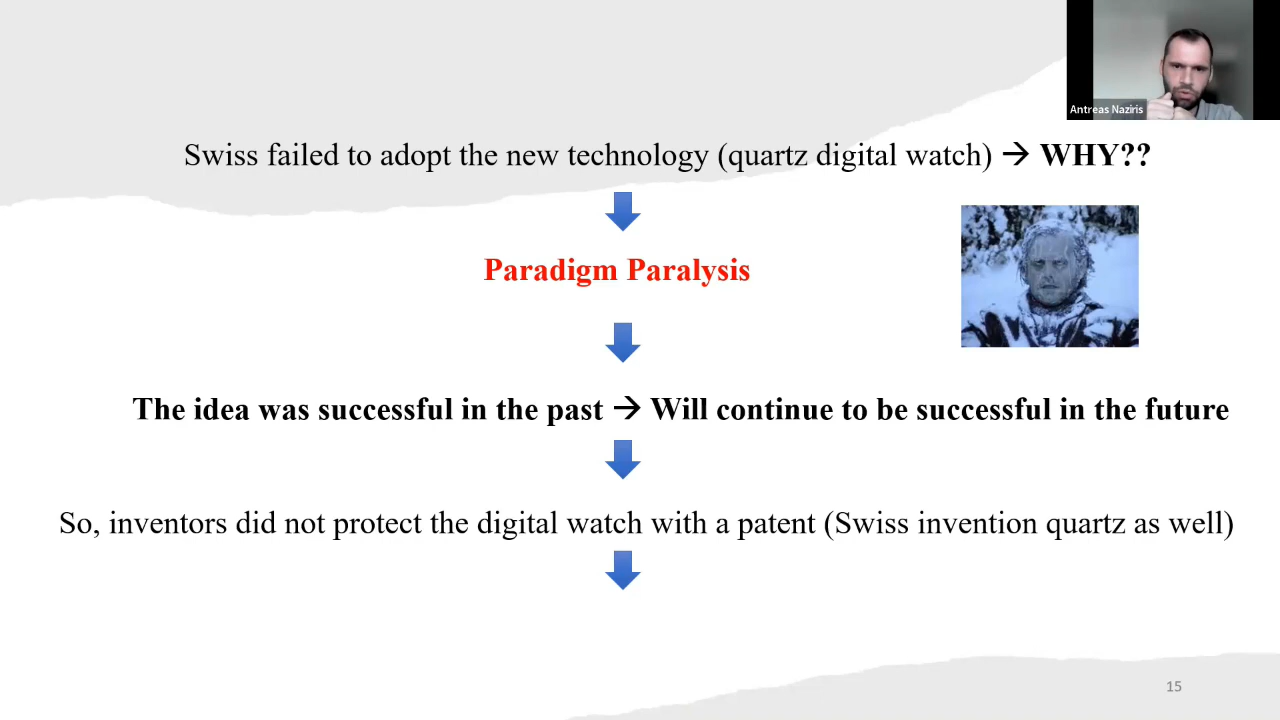 Antreas Naziris
Swiss failed to adopt the new technology (quartz digital watch) → WHY??
Paradigm Paralysis
The idea was successful in the past → Will continue to be successful in the future
So, inventors did not protect the digital watch with a patent (Swiss invention quartz as well)
15